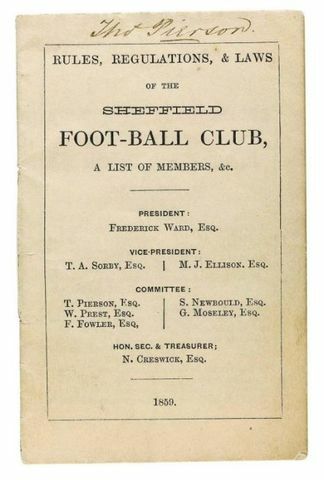 Tho Pierson.
RULES, REGULATIONS, & LAWS
OF THE
SHEFFIELD
FOOT-BALL CLUB,
A LIST OF MEMBERS, &c.
PRESIDENT:
FREDERICK WARD, ESQ.
VICE-PRESIDENT:
T. A. SORBY, ESQ. | M. J. ELLISON. ESQ.
COMMITTEE:
T. PIERSON, ESQ. | S. NEWBOULD, ESQ.
W. PREST, ESQ. | G. MOSELEY, ESQ.
F. FOWLER, ESQ,
HON. SEC. & TREASURER;
N. CRESWICK, ESQ.
1859.